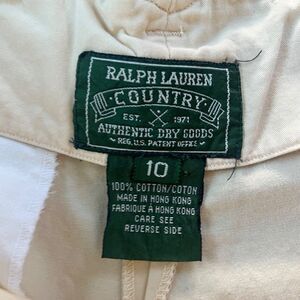 RALPH LAUREN
COUNTRY
EST. 1971
AUTHENTIC DRY GOODS
REG. U.S. PATENT OFFICE
10
100% COTTON/COTON
MADE IN HONG KONG
FABRIQUÉ À HONG KONG
CARE SEE
REVERSE SIDE